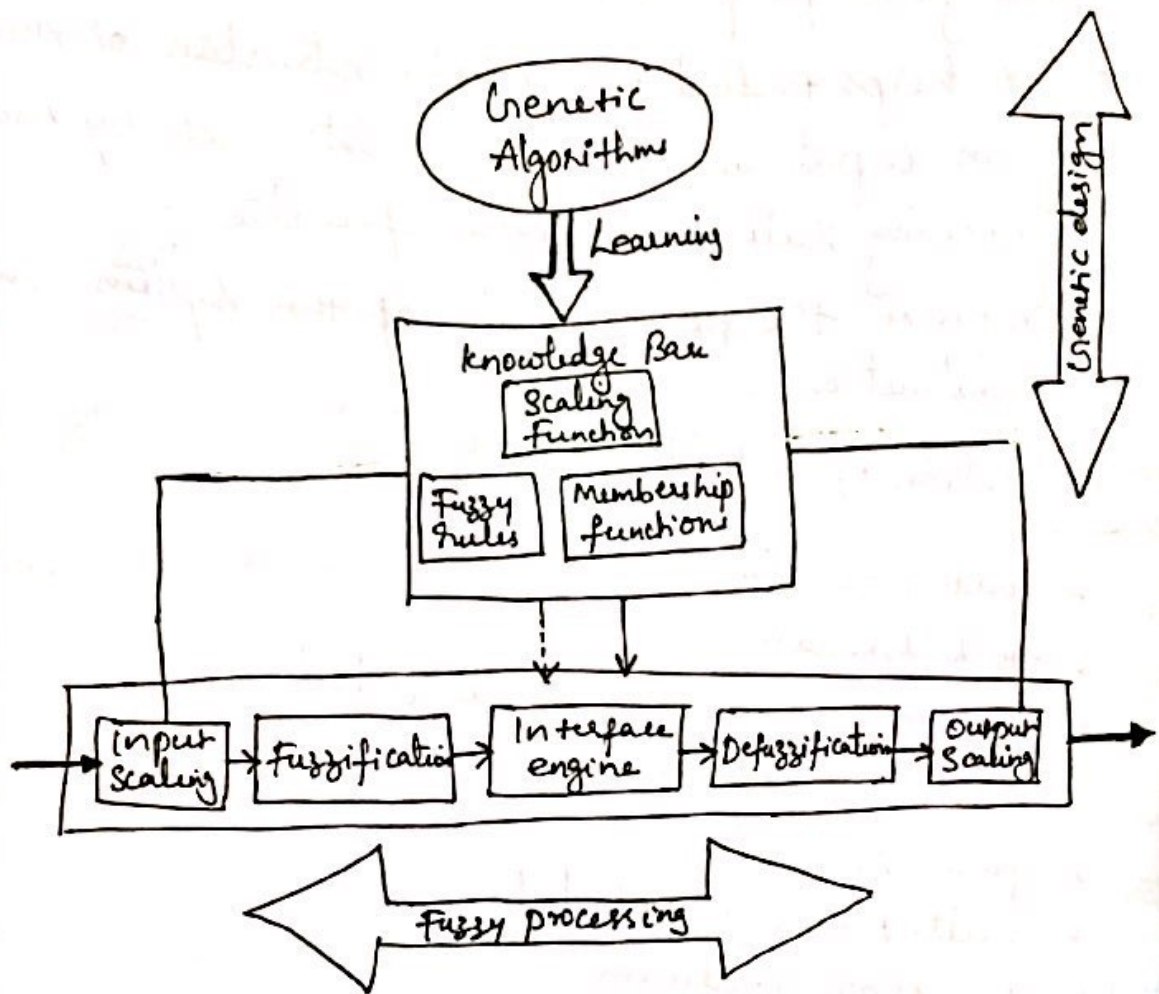 Genetic
Algorithms
Learning
Genetic design
Knowledge Base
Scaling
Function
Fuzzy
rules
Membership
functions
Input
Scaling
Fuzzification
Interface
engine
Defuzzification
Output
Scaling
Fuzzy processing